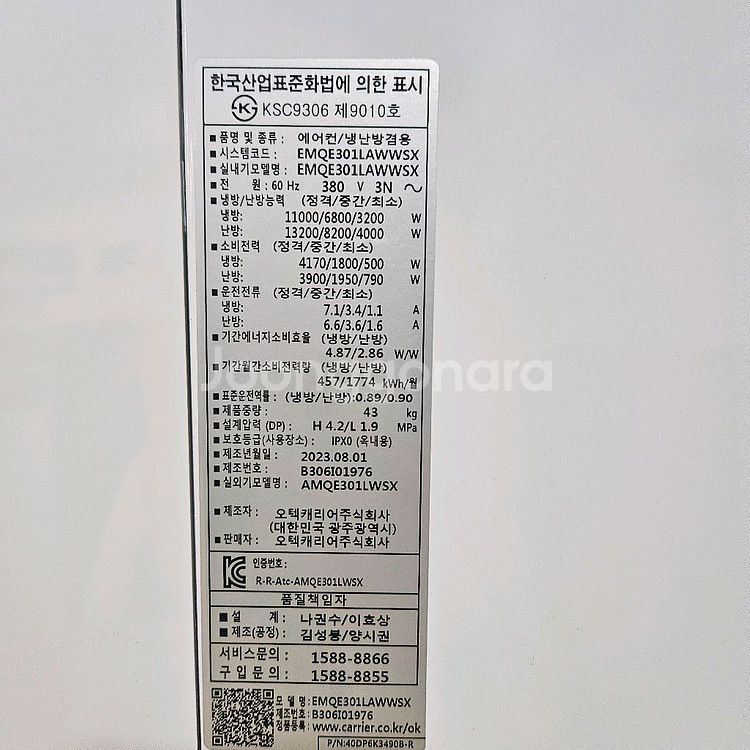 한국산업표준화법에 의한 표시
KSC9306 제9010호
■ 품명 및 종류 : 에어컨/냉난방겸용
■ 시스템코드 : EMQE301LAWWSX
■ 실내기모델명 : EMQE301LAWWSX
■ 전 원 : 60 Hz 380 V 3N ~
■ 냉방/난방능력 (정격/중간/최소)
냉방: 11000/6800/3200 W
난방: 13200/8200/4000 W
■ 소비전력 (정격/중간/최소)
냉방: 4170/1800/500 W
난방: 3900/1950/790 W
■ 운전전류 (정격/중간/최소)
냉방: 7.1/3.4/1.1 A
난방: 6.6/3.6/1.6 A
■ 기간에너지소비효율 (냉방/난방)
4.87/2.86 W/W
■ 기간월간소비전력량 (냉방/난방)
457/1774 kWh/월
■ 표준운전역률 : (냉방/난방):0.89/0.90
■ 제품중량 : 43 kg
■ 설계압력 (DP) : H 4.2/L 1.9 MPa
■ 보호등급(사용장소) : IPX0 (옥내용)
■ 제조년월일 : 2023.08.01
■ 제조번호 : B306I01976
■ 실외기모델명 : AMQE301LWSX
■ 제조자 : 오텍캐리어주식회사
(대한민국 광주광역시)
■ 판매자 : 오텍캐리어주식회사
인증번호 :
R-R-Atc-AMQE301LWSX
품질책임자
■ 설 계 : 나권수/이효상
■ 제조(공정) : 김성봉/양시권
서비스문의 : 1588-8866
구 입 문 의 : 1588-8855
모 델 명 : EMQE301LAWWSX
제조번호 : B306I01976
정품등록 : www.carrier.co.kr/ok
P/N:40DP6K3490B-R
Joongonara